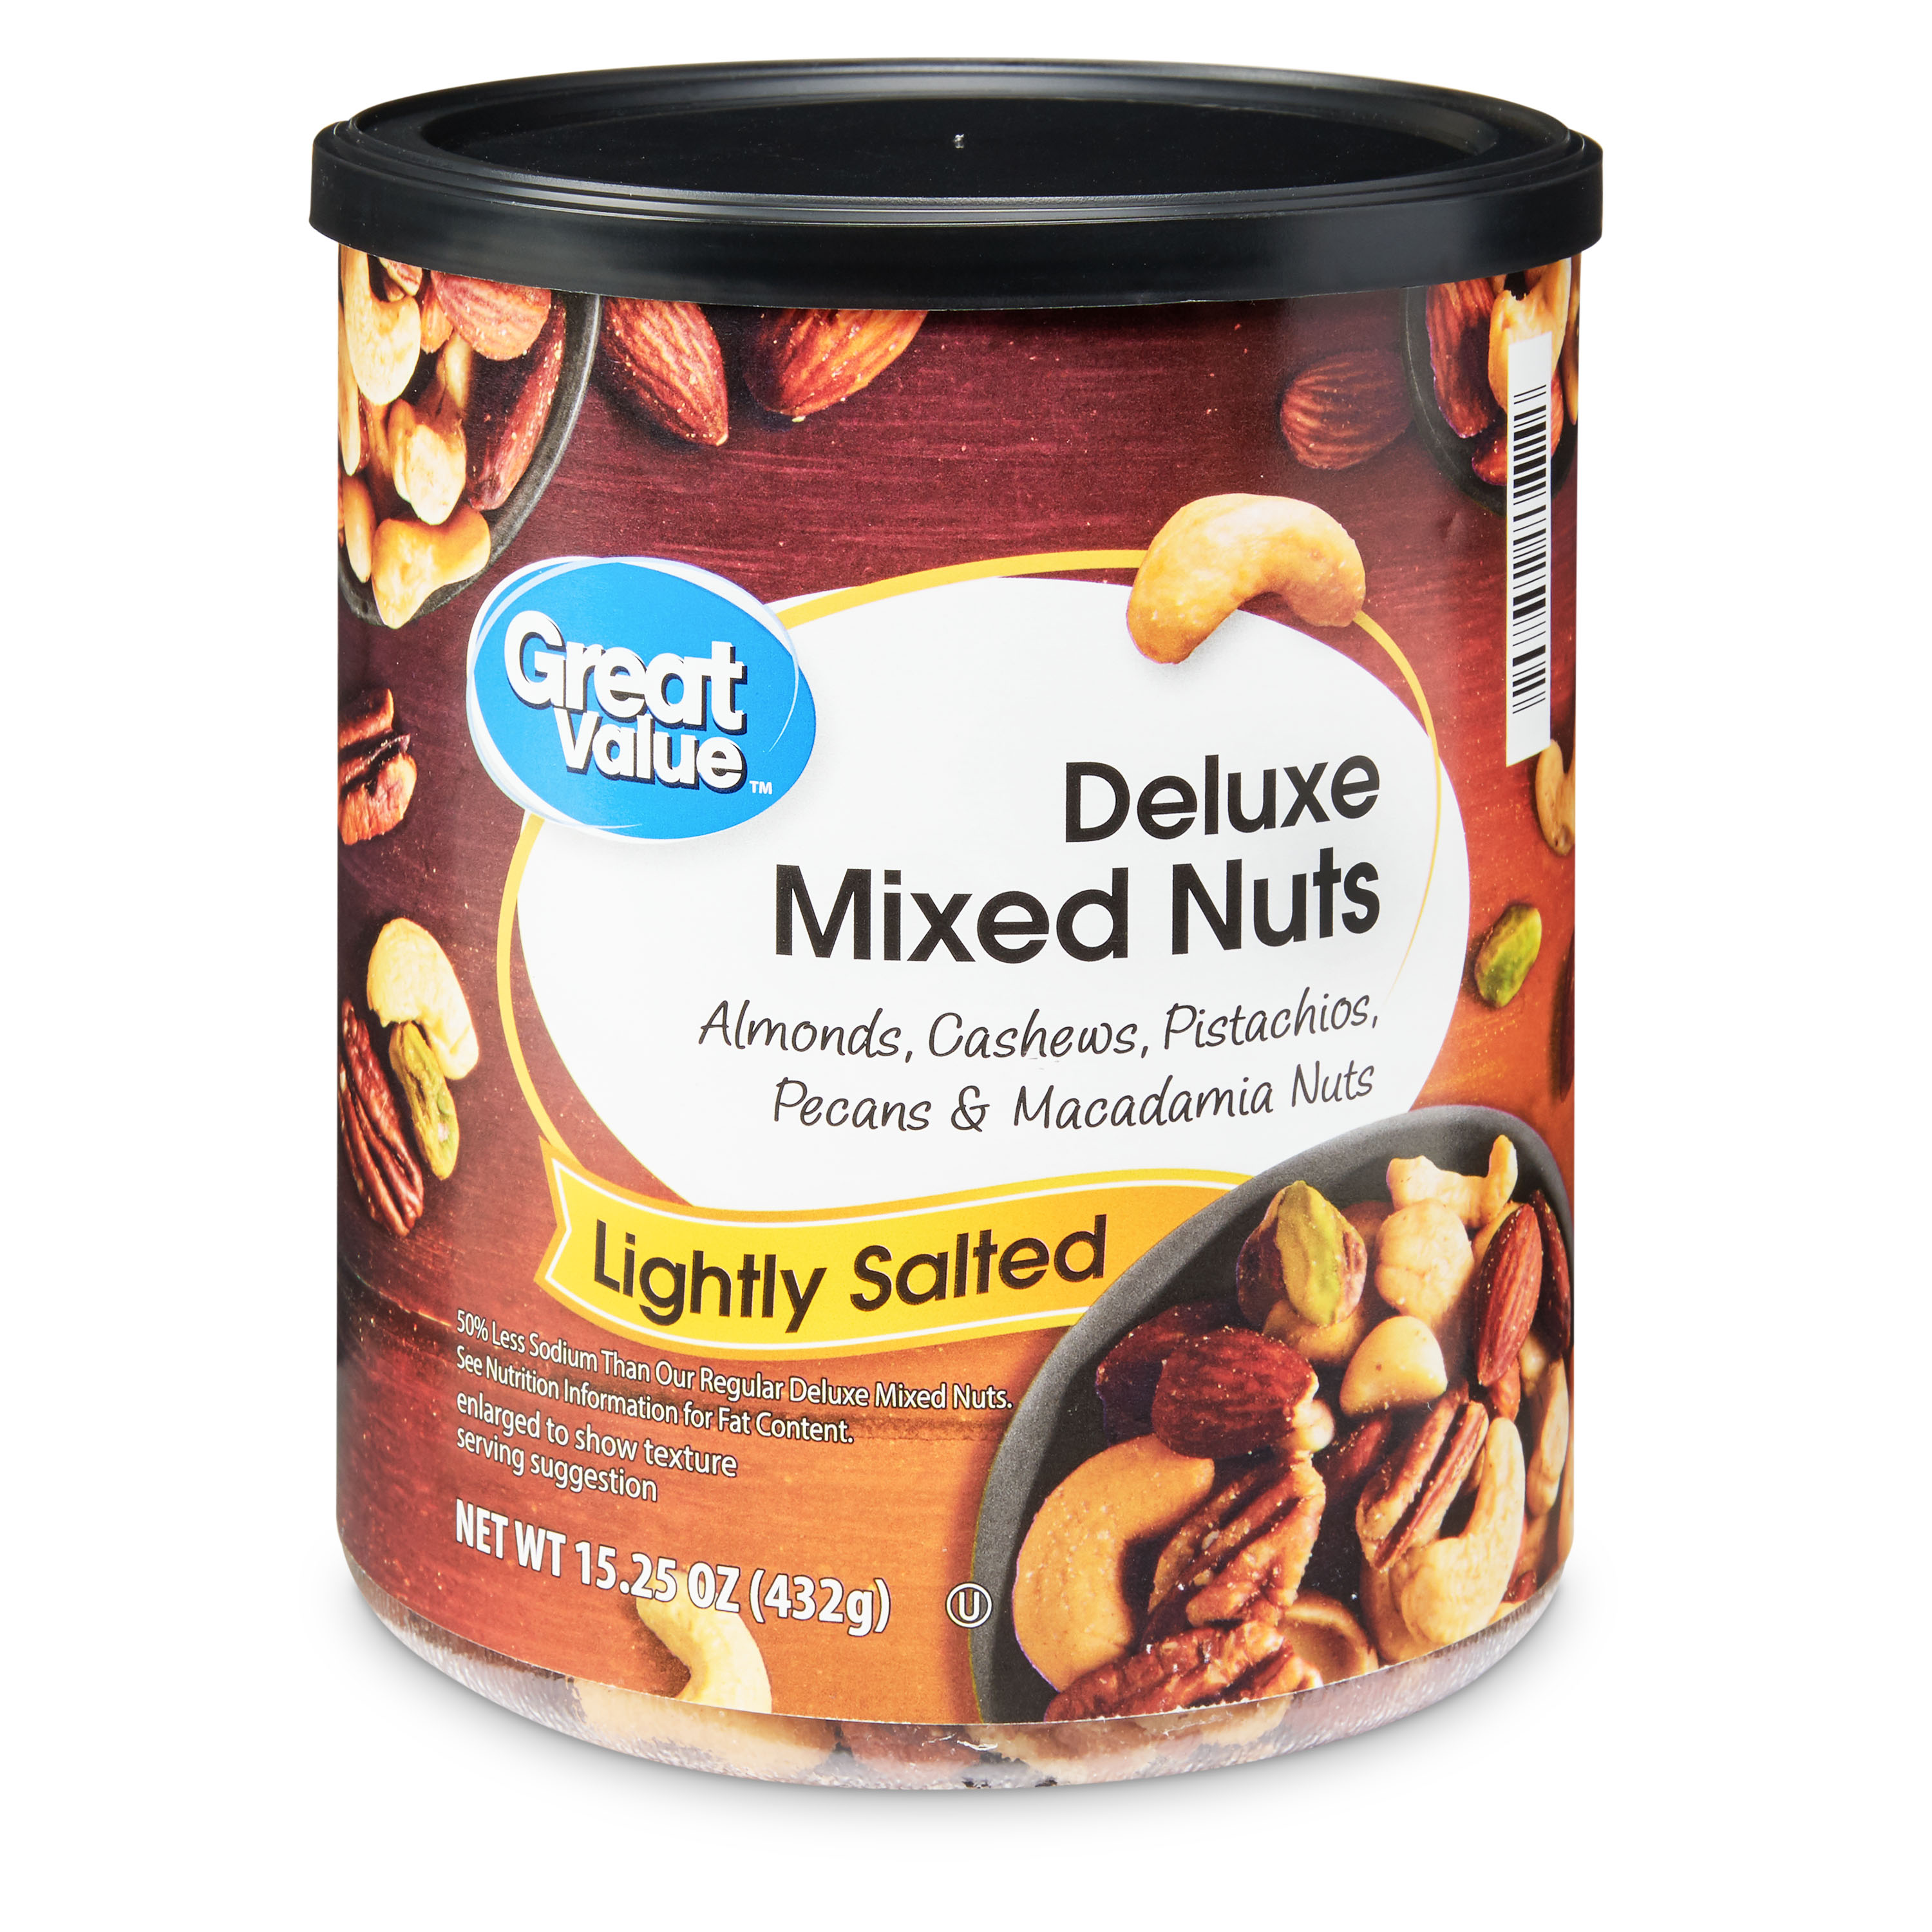 Great
Value™
Deluxe
Mixed Nuts
Almonds, Cashews, Pistachios,
Pecans & Macadamia Nuts
Lightly Salted
50% Less Sodium Than Our Regular Deluxe Mixed Nuts.
See Nutrition Information for Fat Content.
enlarged to show texture
serving suggestion
NET WT 15.25 OZ (432g)
U